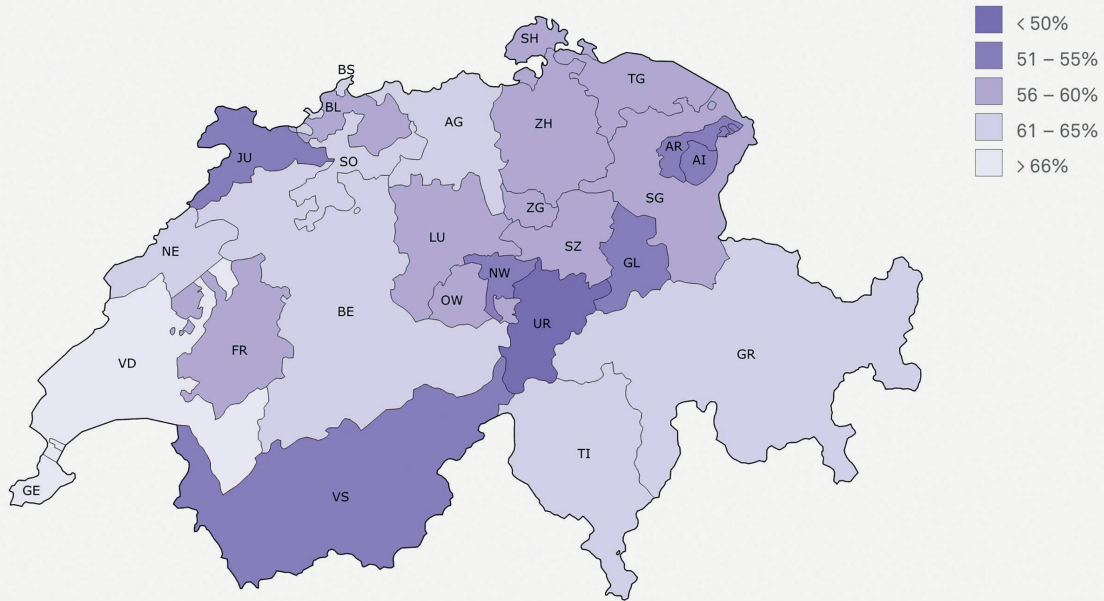 < 50%
51 – 55%
56 – 60%
61 – 65%
> 66%
SH
BS
TG
BL
AG
ZH
JU
SO
AR
AI
ZG
SG
LU
SZ
NE
NW
GL
OW
BE
UR
FR
GR
VD
TI
GE
VS